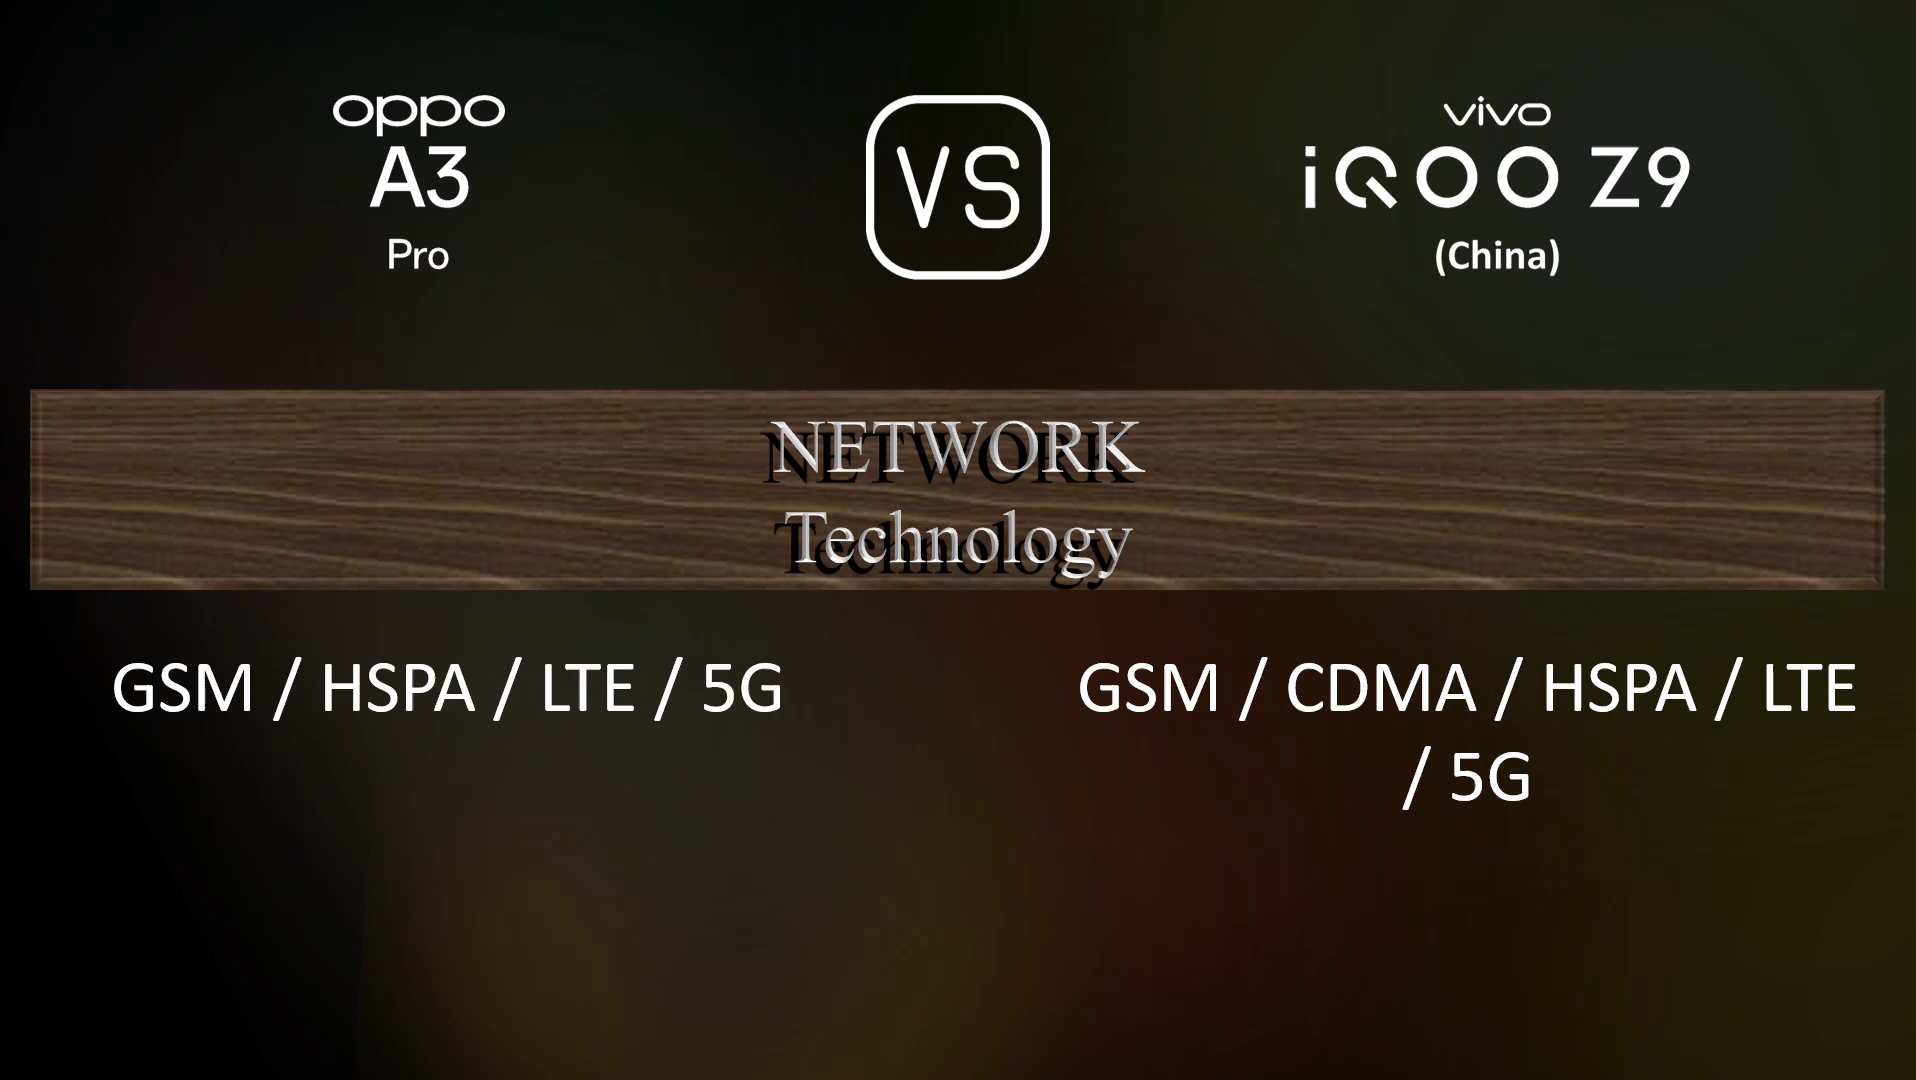 oppo
A3
Pro
VS
vivo
iQOO Z9
(China)
NETWORK
Technology
GSM / HSPA / LTE / 5G
GSM / CDMA / HSPA / LTE
/ 5G